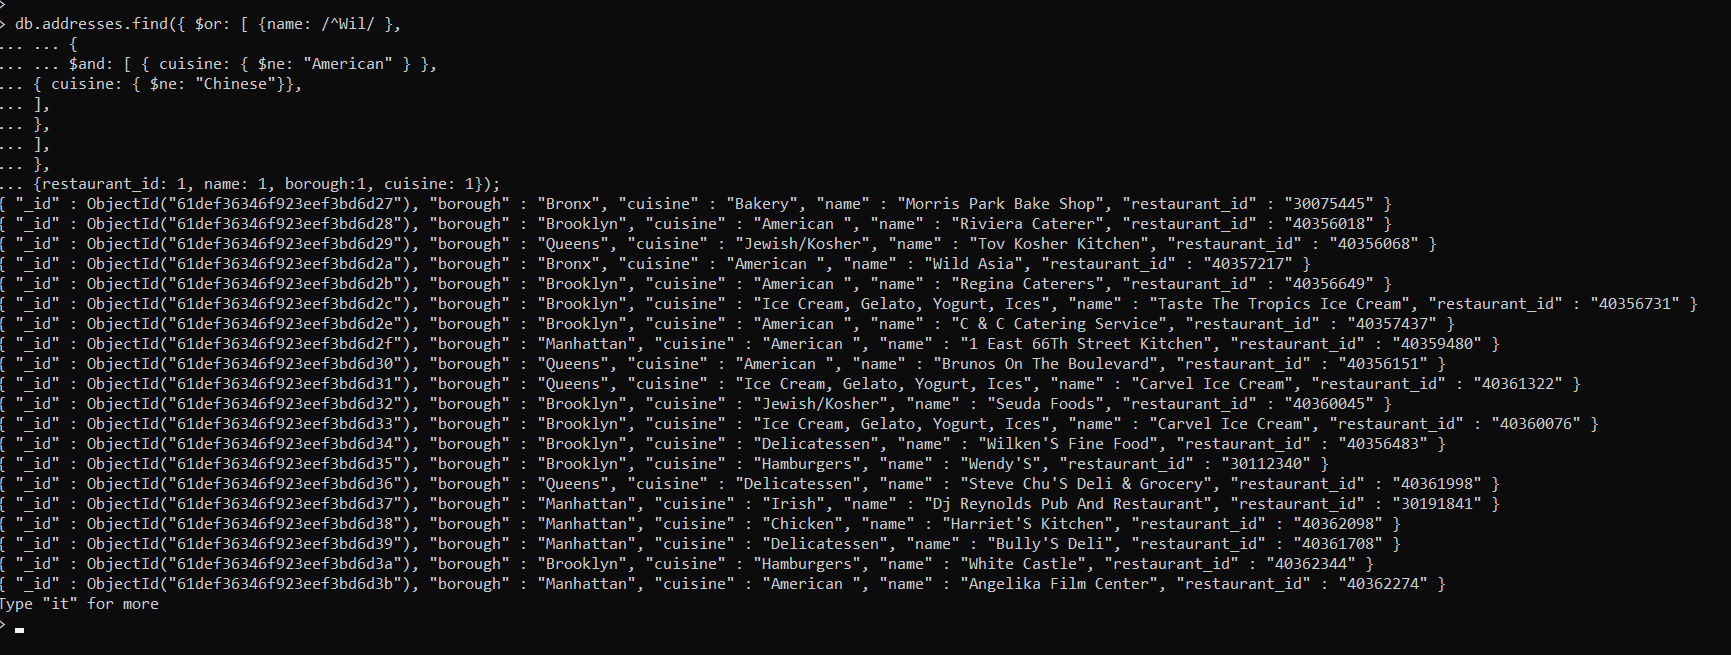 >
> db.addresses.find({ $or: [ {name: /^Wil/ },
... ... {
... ... $and: [ { cuisine: { $ne: "American" } },
... { cuisine: { $ne: "Chinese"}},
... ],
... },
... ],
... },
... {restaurant_id: 1, name: 1, borough:1, cuisine: 1});
{ "_id" : ObjectId("61def36346f923eef3bd6d27"), "borough" : "Bronx", "cuisine" : "Bakery", "name" : "Morris Park Bake Shop", "restaurant_id" : "30075445" }
{ "_id" : ObjectId("61def36346f923eef3bd6d28"), "borough" : "Brooklyn", "cuisine" : "American ", "name" : "Riviera Caterer", "restaurant_id" : "40356018" }
{ "_id" : ObjectId("61def36346f923eef3bd6d29"), "borough" : "Queens", "cuisine" : "Jewish/Kosher", "name" : "Tov Kosher Kitchen", "restaurant_id" : "40356068" }
{ "_id" : ObjectId("61def36346f923eef3bd6d2a"), "borough" : "Bronx", "cuisine" : "American ", "name" : "Wild Asia", "restaurant_id" : "40357217" }
{ "_id" : ObjectId("61def36346f923eef3bd6d2b"), "borough" : "Brooklyn", "cuisine" : "American ", "name" : "Regina Caterers", "restaurant_id" : "40356649" }
{ "_id" : ObjectId("61def36346f923eef3bd6d2c"), "borough" : "Brooklyn", "cuisine" : "Ice Cream, Gelato, Yogurt, Ices", "name" : "Taste The Tropics Ice Cream", "restaurant_id" : "40356731" }
{ "_id" : ObjectId("61def36346f923eef3bd6d2e"), "borough" : "Brooklyn", "cuisine" : "American ", "name" : "C & C Catering Service", "restaurant_id" : "40357437" }
{ "_id" : ObjectId("61def36346f923eef3bd6d2f"), "borough" : "Manhattan", "cuisine" : "American ", "name" : "1 East 66Th Street Kitchen", "restaurant_id" : "40359480" }
{ "_id" : ObjectId("61def36346f923eef3bd6d30"), "borough" : "Queens", "cuisine" : "American ", "name" : "Brunos On The Boulevard", "restaurant_id" : "40356151" }
{ "_id" : ObjectId("61def36346f923eef3bd6d31"), "borough" : "Queens", "cuisine" : "Ice Cream, Gelato, Yogurt, Ices", "name" : "Carvel Ice Cream", "restaurant_id" : "40361322" }
{ "_id" : ObjectId("61def36346f923eef3bd6d32"), "borough" : "Brooklyn", "cuisine" : "Jewish/Kosher", "name" : "Seuda Foods", "restaurant_id" : "40360045" }
{ "_id" : ObjectId("61def36346f923eef3bd6d33"), "borough" : "Brooklyn", "cuisine" : "Ice Cream, Gelato, Yogurt, Ices", "name" : "Carvel Ice Cream", "restaurant_id" : "40360076" }
{ "_id" : ObjectId("61def36346f923eef3bd6d34"), "borough" : "Brooklyn", "cuisine" : "Delicatessen", "name" : "Wilken'S Fine Food", "restaurant_id" : "40356483" }
{ "_id" : ObjectId("61def36346f923eef3bd6d35"), "borough" : "Brooklyn", "cuisine" : "Hamburgers", "name" : "Wendy'S", "restaurant_id" : "30112340" }
{ "_id" : ObjectId("61def36346f923eef3bd6d36"), "borough" : "Queens", "cuisine" : "Delicatessen", "name" : "Steve Chu'S Deli & Grocery", "restaurant_id" : "40361998" }
{ "_id" : ObjectId("61def36346f923eef3bd6d37"), "borough" : "Manhattan", "cuisine" : "Irish", "name" : "Dj Reynolds Pub And Restaurant", "restaurant_id" : "30191841" }
{ "_id" : ObjectId("61def36346f923eef3bd6d38"), "borough" : "Manhattan", "cuisine" : "Chicken", "name" : "Harriet'S Kitchen", "restaurant_id" : "40362098" }
{ "_id" : ObjectId("61def36346f923eef3bd6d39"), "borough" : "Manhattan", "cuisine" : "Delicatessen", "name" : "Bully'S Deli", "restaurant_id" : "40361708" }
{ "_id" : ObjectId("61def36346f923eef3bd6d3a"), "borough" : "Brooklyn", "cuisine" : "Hamburgers", "name" : "White Castle", "restaurant_id" : "40362344" }
{ "_id" : ObjectId("61def36346f923eef3bd6d3b"), "borough" : "Manhattan", "cuisine" : "American ", "name" : "Angelika Film Center", "restaurant_id" : "40362274" }
Type "it" for more
>